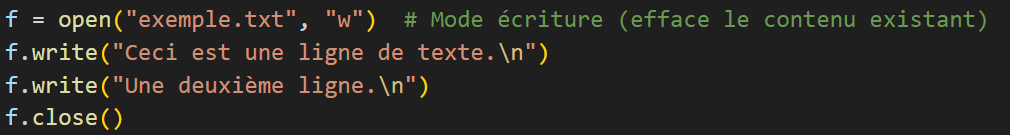 f = open("exemple.txt", "w")  # Mode écriture (efface le contenu existant)
f.write("Ceci est une ligne de texte.\n")
f.write("Une deuxième ligne.\n")
f.close()